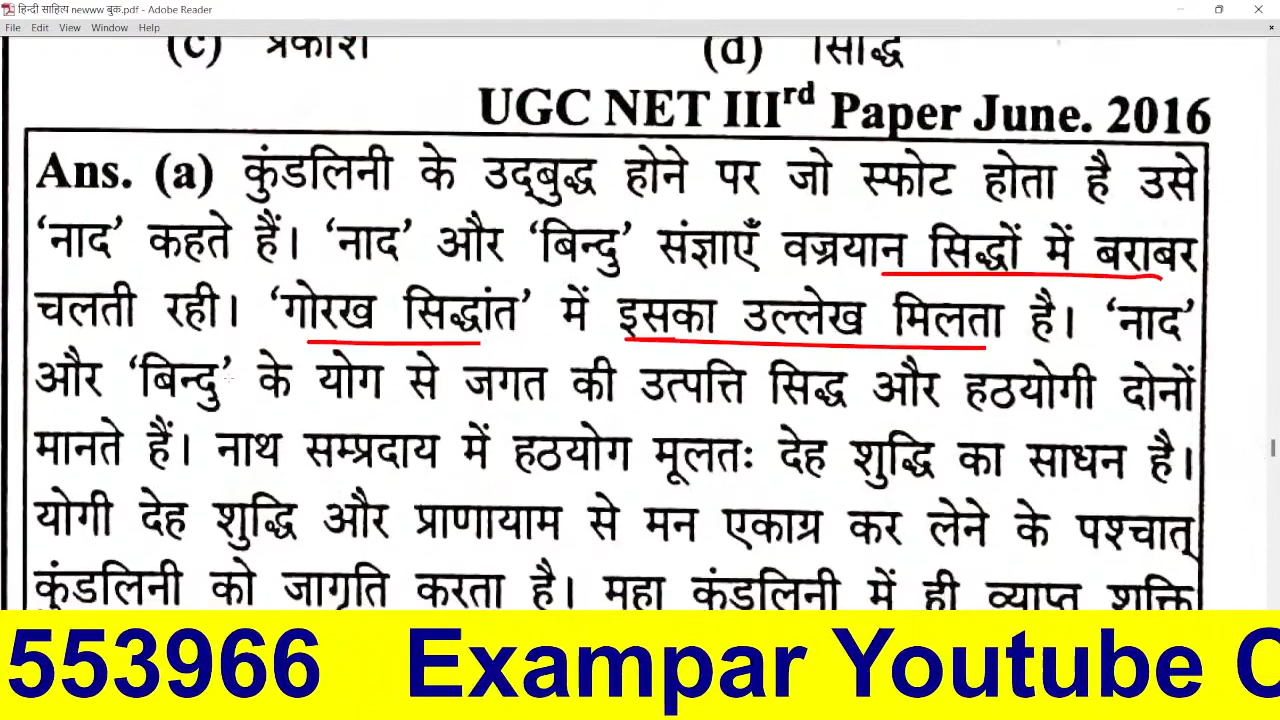 हिन्दी साहित्य newww बुक.pdf - Adobe Reader
File Edit View Window Help
(c) प्रकाश (d) सिद्धि
UGC NET IIIrd Paper June. 2016
Ans. (a) कुंडलिनी के उद्‌बुद्ध होने पर जो स्फोट होता है उसे
‘नाद’ कहते हैं। ‘नाद’ और ‘बिन्दु’ संज्ञाएँ वज्रयान सिद्धों में बराबर
चलती रही। ‘गोरख सिद्धांत’ में इसका उल्लेख मिलता है। ‘नाद’
और ‘बिन्दु’ के योग से जगत की उत्पत्ति सिद्ध और हठयोगी दोनों
मानते हैं। नाथ सम्प्रदाय में हठयोग मूलतः देह शुद्धि का साधन है।
योगी देह शुद्धि और प्राणायाम से मन एकाग्र कर लेने के पश्चात्
कुंडलिनी को जागृति करता है। महा कुंडलिनी में ही व्याप्त शक्ति
553966 Exampar Youtube C